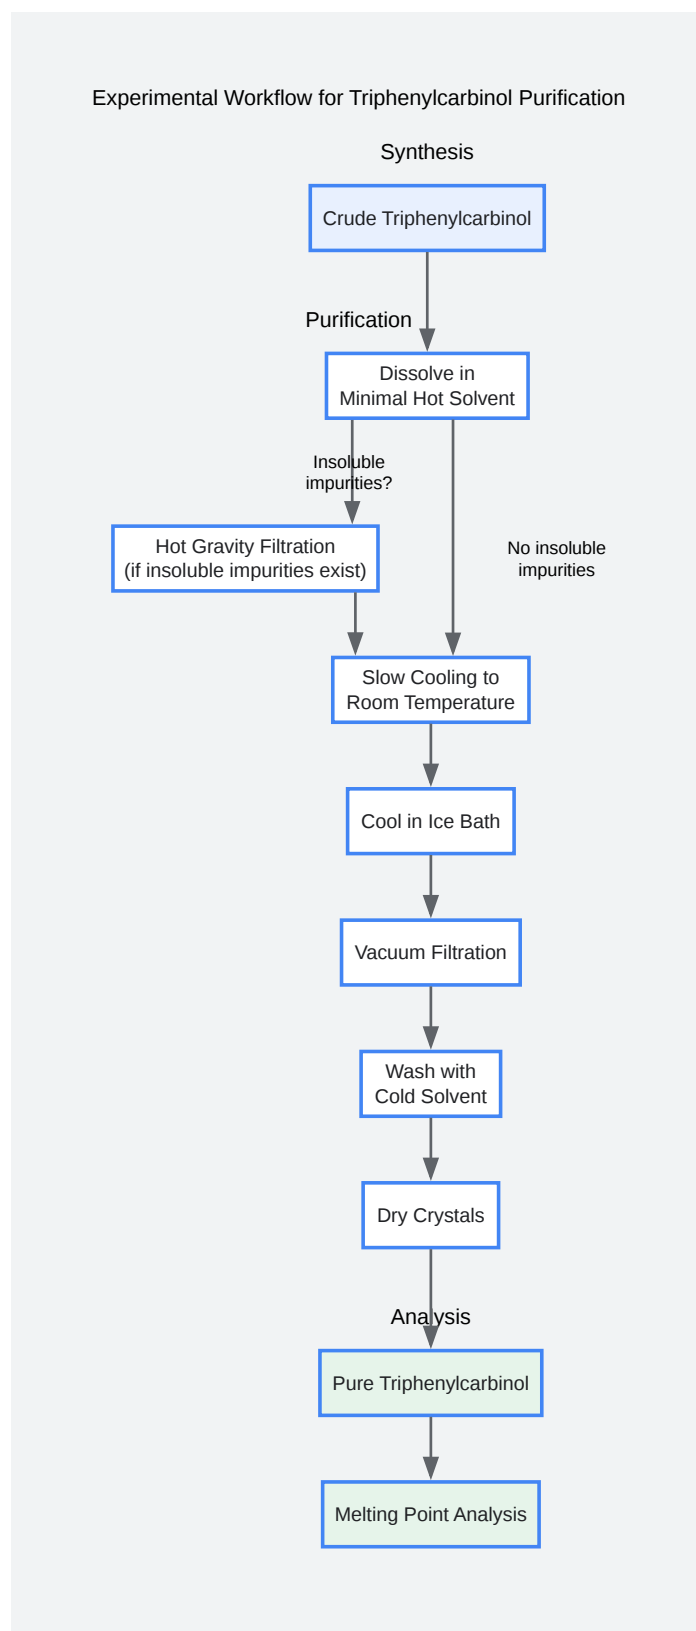 Experimental Workflow for Triphenylcarbinol Purification
Synthesis
Crude Triphenylcarbinol
Purification
Dissolve in
Minimal Hot Solvent
Insoluble
impurities?
Hot Gravity Filtration
(if insoluble impurities exist)
No insoluble
impurities
Slow Cooling to
Room Temperature
Cool in Ice Bath
Vacuum Filtration
Wash with
Cold Solvent
Dry Crystals
Analysis
Pure Triphenylcarbinol
Melting Point Analysis